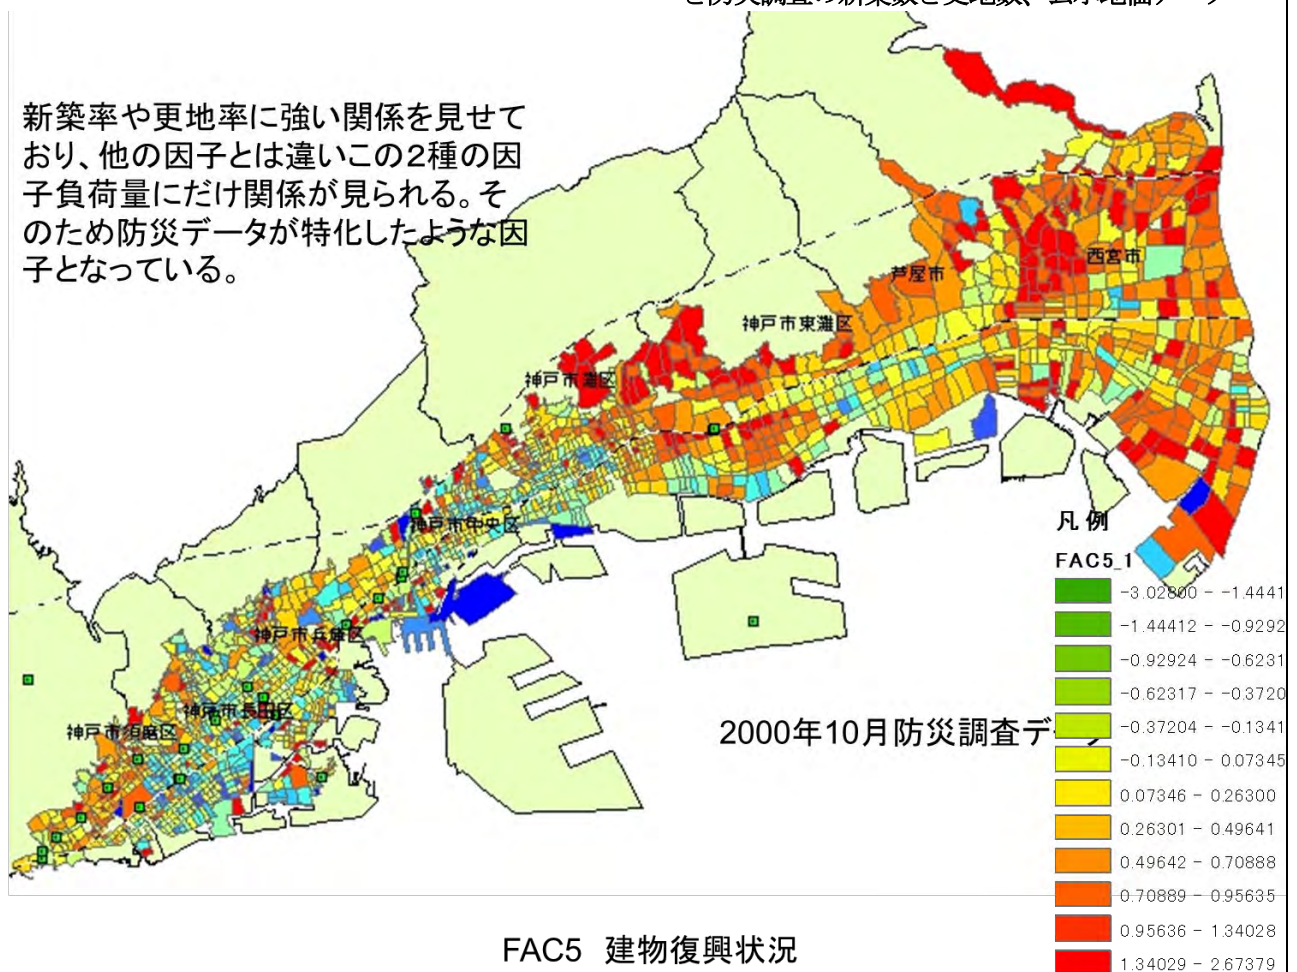 新築率や更地率に強い関係を見せて
おり、他の因子とは違いこの２種の因
子負荷量にだけ関係が見られる。そ
のため防災データが特化したような因
子となっている。
西宮市
芦屋市
神戸市東灘区
神戸市灘区
神戸市中央区
神戸市兵庫区
神戸市長田区
神戸市須磨区
2000年10月防災調査デ
凡例
FAC5_1
-3.02800 - -1.4441
-1.44412 - -0.9292
-0.92924 - -0.6231
-0.62317 - -0.3720
-0.37204 - -0.1341
-0.13410 - 0.07345
0.07346 - 0.26300
0.26301 - 0.49641
0.49642 - 0.70888
0.70889 - 0.95635
0.95636 - 1.34028
1.34029 - 2.67379
FAC5 建物復興状況